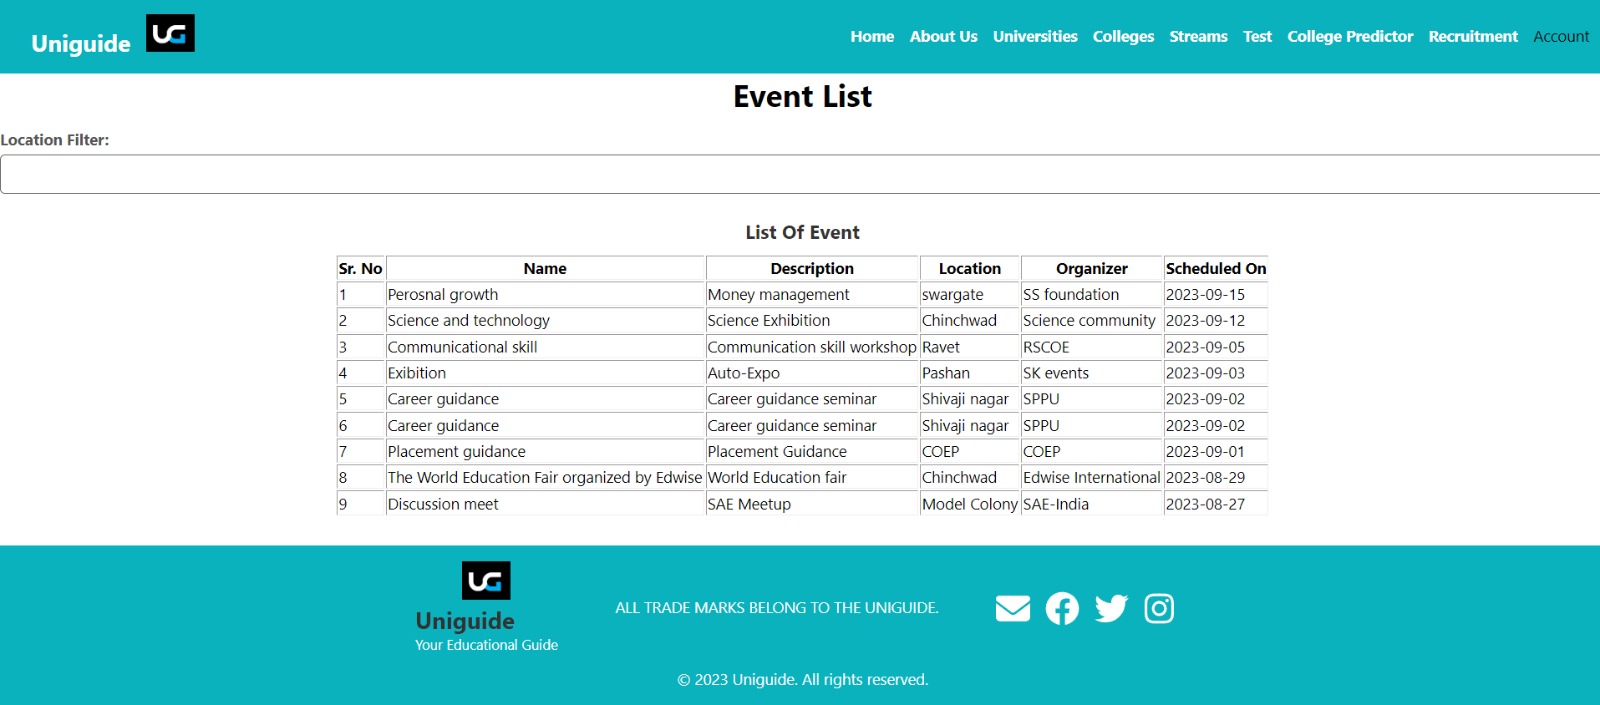 Uniguide UG Home About Us Universities Colleges Streams Test College Predictor Recruitment Account
Event List
Location Filter:
List Of Event
Sr. No Name Description Location Organizer Scheduled On
1 Perosnal growth Money management swargate SS foundation 2023-09-15
2 Science and technology Science Exhibition Chinchwad Science community 2023-09-12
3 Communicational skill Communication skill workshop Ravet RSCOE 2023-09-05
4 Exibition Auto-Expo Pashan SK events 2023-09-03
5 Career guidance Career guidance seminar Shivaji nagar SPPU 2023-09-02
6 Career guidance Career guidance seminar Shivaji nagar SPPU 2023-09-02
7 Placement guidance Placement Guidance COEP COEP 2023-09-01
8 The World Education Fair organized by Edwise World Education fair Chinchwad Edwise International 2023-08-29
9 Discussion meet SAE Meetup Model Colony SAE-India 2023-08-27
UG
Uniguide
Your Educational Guide
ALL TRADE MARKS BELONG TO THE UNIGUIDE.
© 2023 Uniguide. All rights reserved.